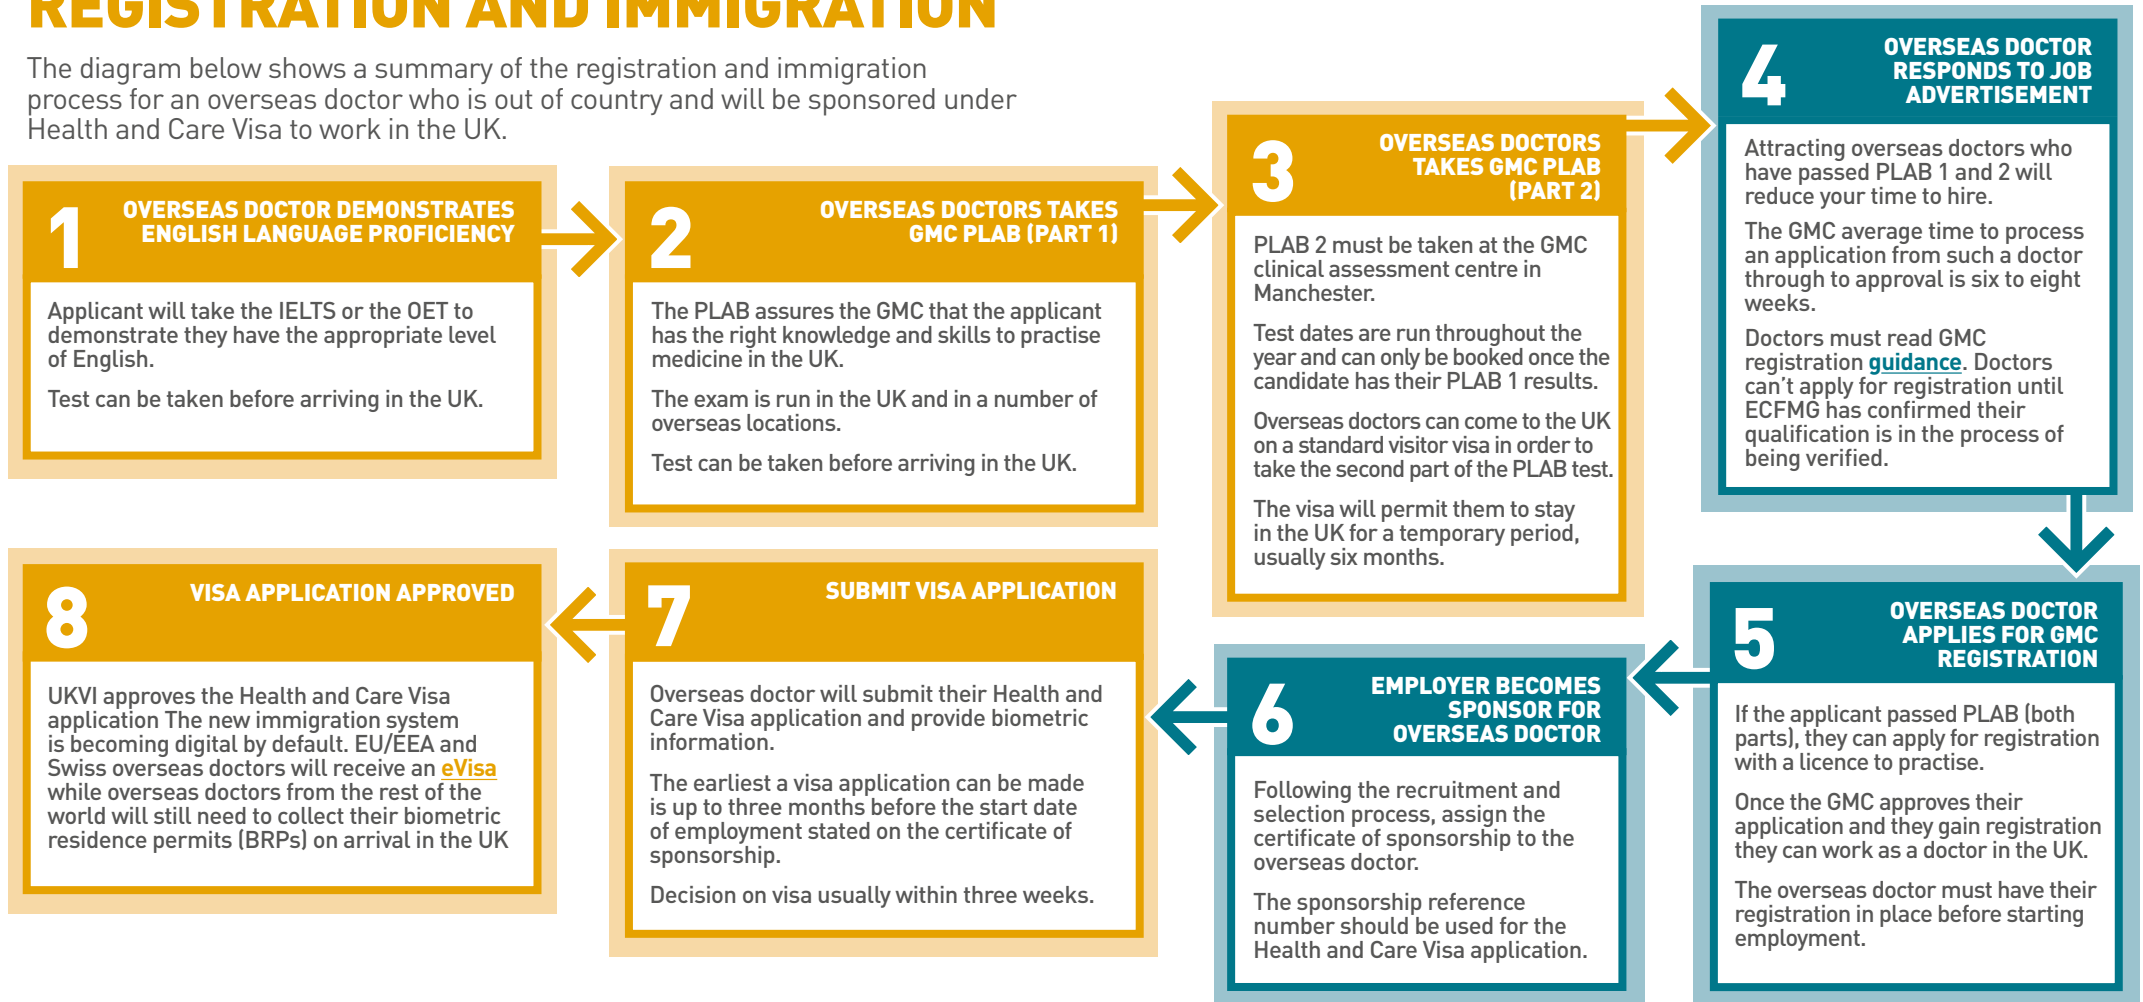 REGISTRATION AND IMMIGRATION
The diagram below shows a summary of the registration and immigration
process for an overseas doctor who is out of country and will be sponsored under
Health and Care Visa to work in the UK.
1
OVERSEAS DOCTOR DEMONSTRATES
ENGLISH LANGUAGE PROFICIENCY
Applicant will take the IELTS or the OET to
demonstrate they have the appropriate level
of English.
Test can be taken before arriving in the UK.
2
OVERSEAS DOCTORS TAKES
GMC PLAB (PART 1)
The PLAB assures the GMC that the applicant
has the right knowledge and skills to practise
medicine in the UK.
The exam is run in the UK and in a number of
overseas locations.
Test can be taken before arriving in the UK.
3
OVERSEAS DOCTORS
TAKES GMC PLAB
(PART 2)
PLAB 2 must be taken at the GMC
clinical assessment centre in
Manchester.
Test dates are run throughout the
year and can only be booked once the
candidate has their PLAB 1 results.
Overseas doctors can come to the UK
on a standard visitor visa in order to
take the second part of the PLAB test.
The visa will permit them to stay
in the UK for a temporary period,
usually six months.
4
OVERSEAS DOCTOR
RESPONDS TO JOB
ADVERTISEMENT
Attracting overseas doctors who
have passed PLAB 1 and 2 will
reduce your time to hire.
The GMC average time to process
an application from such a doctor
through to approval is six to eight
weeks.
Doctors must read GMC
registration guidance. Doctors
can't apply for registration until
ECFMG has confirmed their
qualification is in the process of
being verified.
5
OVERSEAS DOCTOR
APPLIES FOR GMC
REGISTRATION
If the applicant passed PLAB (both
parts), they can apply for registration
with a licence to practise.
Once the GMC approves their
application and they gain registration
they can work as a doctor in the UK.
The overseas doctor must have their
registration in place before starting
employment.
6
EMPLOYER BECOMES
SPONSOR FOR
OVERSEAS DOCTOR
Following the recruitment and
selection process, assign the
certificate of sponsorship to the
overseas doctor.
The sponsorship reference
number should be used for the
Health and Care Visa application.
7
SUBMIT VISA APPLICATION
Overseas doctor will submit their Health and
Care Visa application and provide biometric
information.
The earliest a visa application can be made
is up to three months before the start date
of employment stated on the certificate of
sponsorship.
Decision on visa usually within three weeks.
8
VISA APPLICATION APPROVED
UKVI approves the Health and Care Visa
application The new immigration system
is becoming digital by default. EU/EEA and
Swiss overseas doctors will receive an eVisa
while overseas doctors from the rest of the
world will still need to collect their biometric
residence permits (BRPs) on arrival in the UK